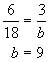 6/18 = 3/b
b = 9